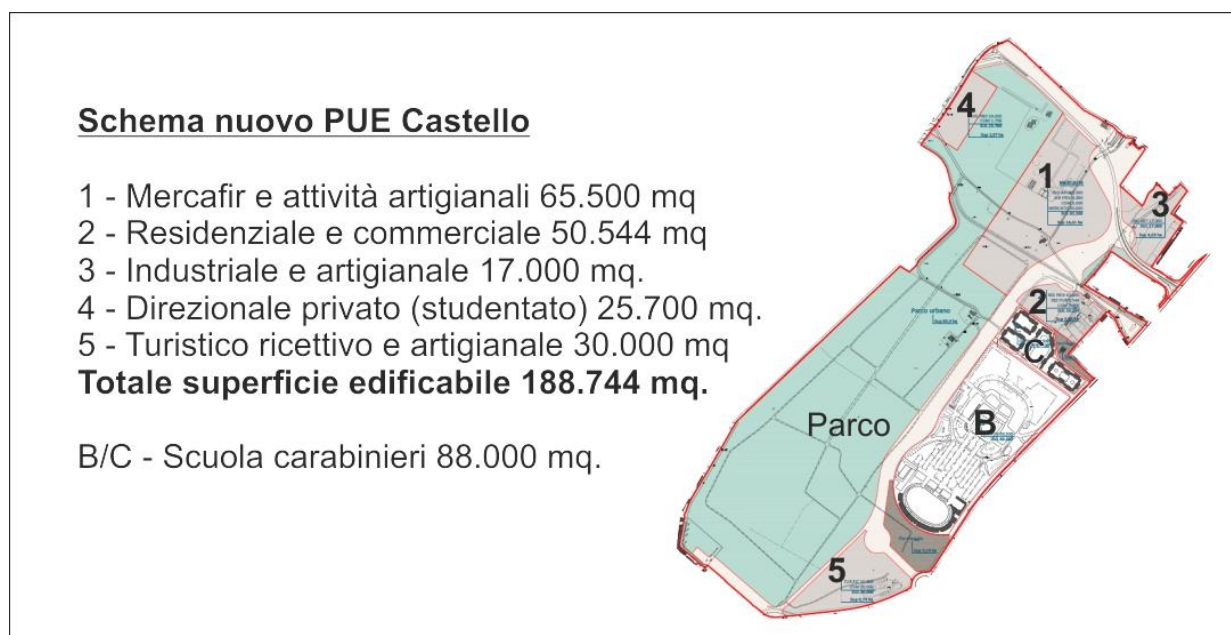 Schema nuovo PUE Castello
1 - Mercafir e attività artigianali 65.500 mq
2 - Residenziale e commerciale 50.544 mq
3 - Industriale e artigianale 17.000 mq.
4 - Direzionale privato (studentato) 25.700 mq.
5 - Turistico ricettivo e artigianale 30.000 mq
Totale superficie edificabile 188.744 mq.
B/C - Scuola carabinieri 88.000 mq.
4
1
3
2
Parco urbano
C
Parco
B
5